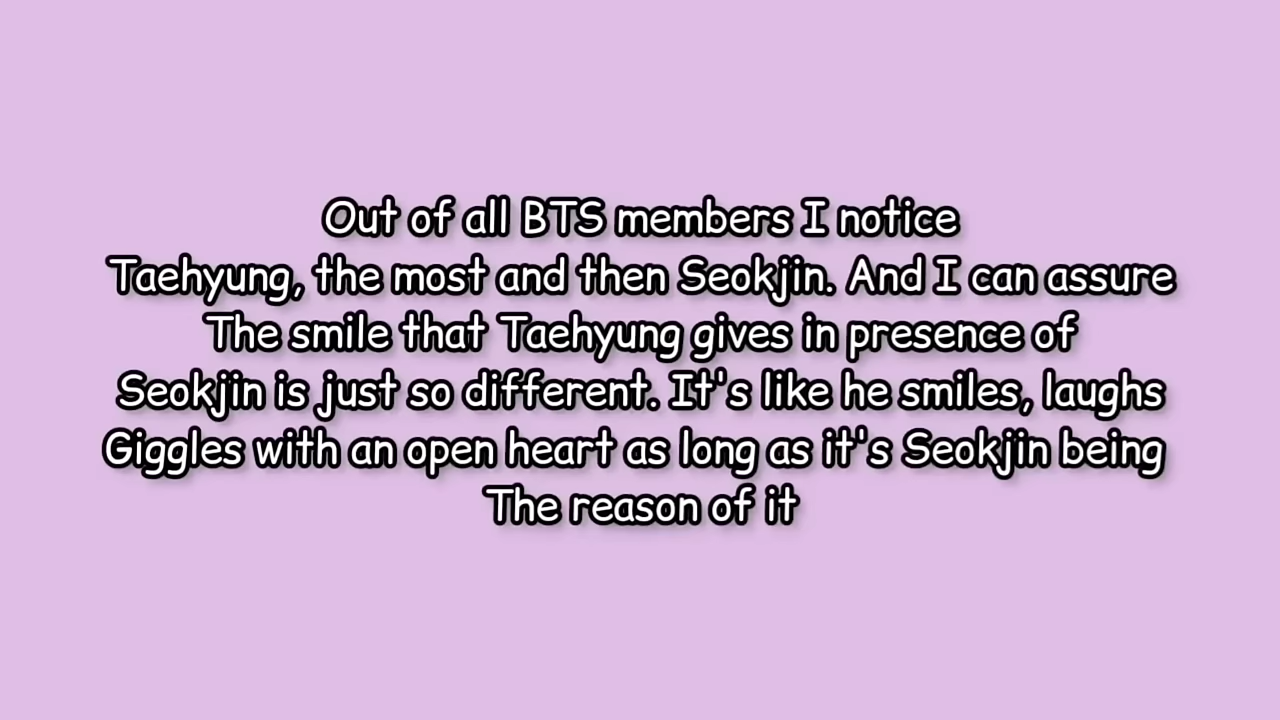 Out of all BTS members I notice
Taehyung, the most and then Seokjin. And I can assure
The smile that Taehyung gives in presence of
Seokjin is just so different. It's like he smiles, laughs
Giggles with an open heart as long as it's Seokjin being
The reason of it